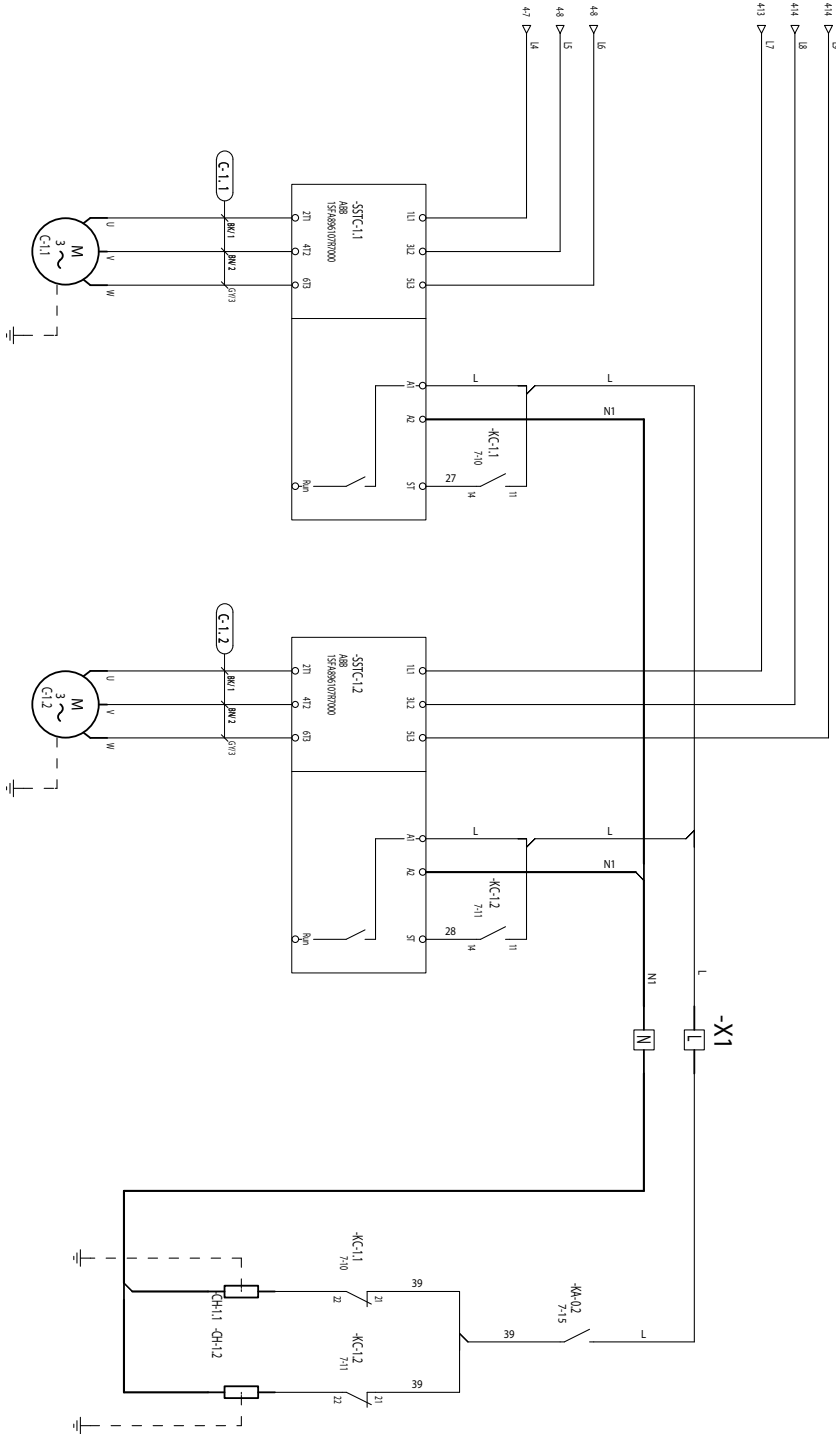 4-7
L4
4-8
L5
4-8
L6
4-13
L7
4-14
L8
4-14
C-1.1
-SSTC-1.1
ABB
1SFA896107R7000
1L1
3L2
5L3
2T1
4T2
6T3
BK/1
BN/2
GY/3
U
V
W
M
3
C-1.1
A1
A2
ST
Run
L
L
N1
-KC-1.1
7-10
27
14
11
C-1.2
-SSTC-1.2
ABB
1SFA896107R7000
1L1
3L2
5L3
2T1
4T2
6T3
BK/1
BN/2
GY/3
U
V
W
M
3
C-1.2
A1
A2
ST
Run
L
L
N1
-KC-1.2
7-11
28
14
11
N1
L
-X1
N
L
-KC-1.1
7-10
22
21
39
-KC-1.2
7-11
22
21
39
39
-KA-0.2
7-15
L
-CH-1.1
-CH-1.2